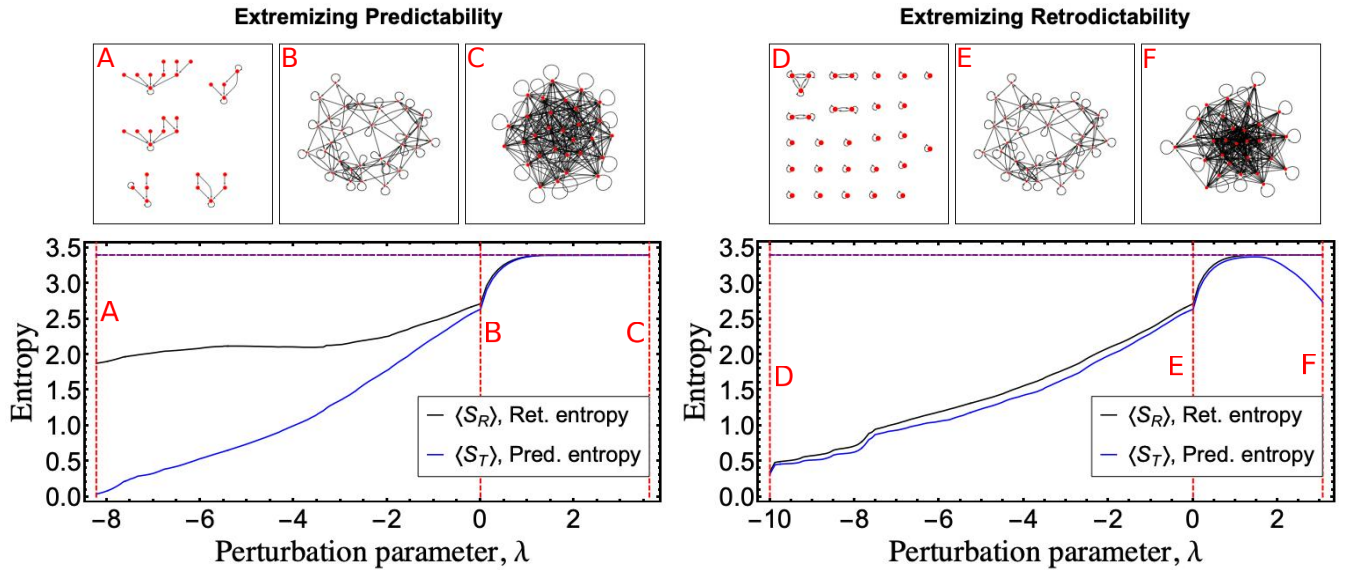 Extremizing Predictability
A
B
C
3.5
3.0
2.5
2.0
1.5
1.0
0.5
0.0
Entropy
A
B
C
⟨S_R⟩, Ret. entropy
⟨S_T⟩, Pred. entropy
−8
−6
−4
−2
0
2
Perturbation parameter, λ
Extremizing Retrodictability
D
E
F
3.5
3.0
2.5
2.0
1.5
1.0
0.5
0.0
Entropy
D
E
F
⟨S_R⟩, Ret. entropy
⟨S_T⟩, Pred. entropy
−10
−8
−6
−4
−2
0
2
Perturbation parameter, λ